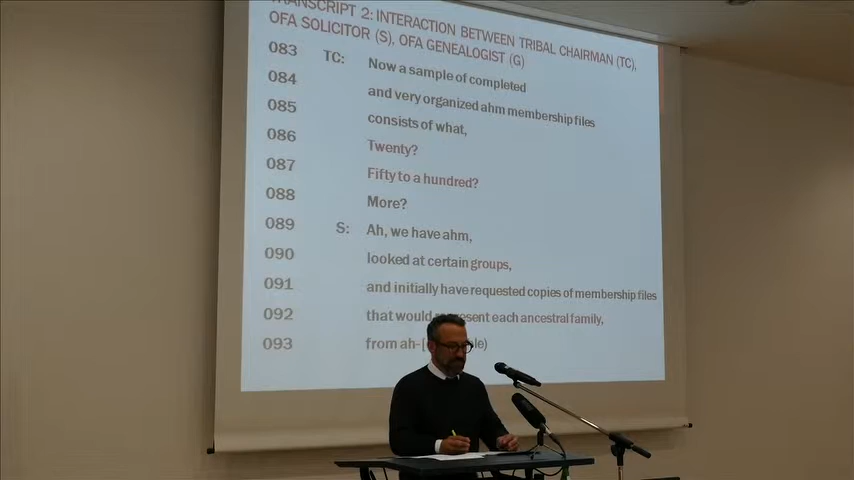 TRANSCRIPT 2: INTERACTION BETWEEN TRIBAL CHAIRMAN (TC),
OFA SOLICITOR (S), OFA GENEALOGIST (G)
083 TC: Now a sample of completed
084 and very organized ahm membership files
085 consists of what,
086 Twenty?
087 Fifty to a hundred?
088 More?
089 S: Ah, we have ahm,
090 looked at certain groups,
091 and initially have requested copies of membership files
092 that would represent each ancestral family,
093 from ah-[